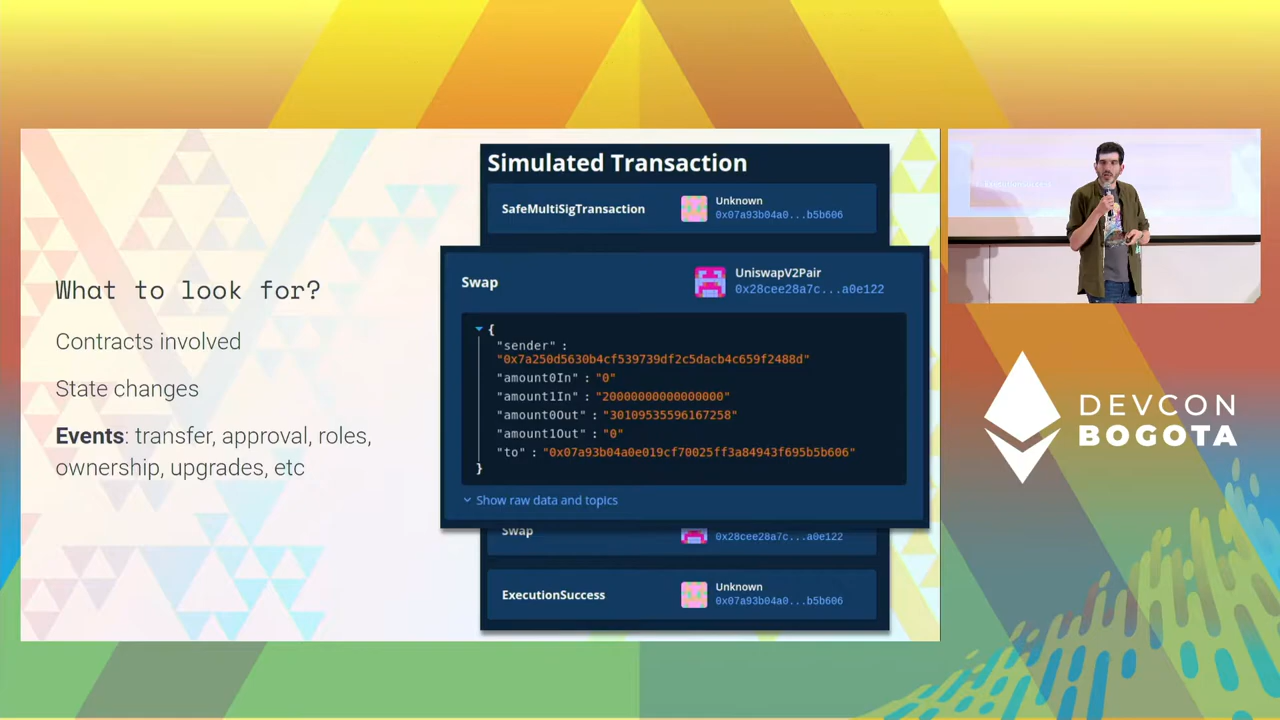 What to look for?
Contracts involved
State changes
Events: transfer, approval, roles,
ownership, upgrades, etc
Simulated Transaction
SafeMultiSigTransaction
Unknown
0x07a93b04a0...b5b606
Swap
UniswapV2Pair
0x28cee28a7c...a0e122
{
"sender" :
"0x7a250d5630b4cf539739df2c5dacb4c659f2488d"
"amount0In" : "0"
"amount1In" : "20000000000000000"
"amount0Out" : "30109535596167258"
"amount1Out" : "0"
"to" : "0x07a93b04a0e019cf70025ff3a84943f695b5b606"
}
Show raw data and topics
Swap
0x28cee28a7c...a0e122
ExecutionSuccess
Unknown
0x07a93b04a0...b5b606
DEVCON
BOGOTA